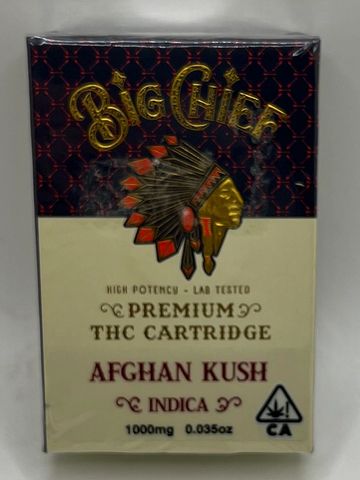 BIG CHIEF
HIGH POTENCY - LAB TESTED
PREMIUM
THC CARTRIDGE
AFGHAN KUSH
INDICA
1000mg 0.035oz
CA